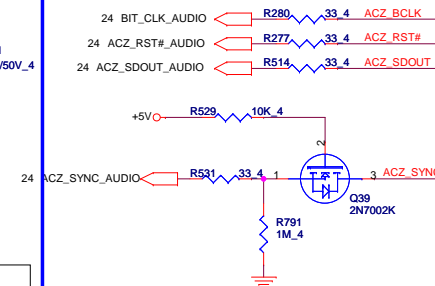 24 BIT_CLK_AUDIO R280 33_4 ACZ_BCLK
24 ACZ_RST#_AUDIO R277 33_4 ACZ_RST#
24 ACZ_SDOUT_AUDIO R514 33_4 ACZ_SDOUT
/50V_4
+5V R529 10K_4
2
24 ACZ_SYNC_AUDIO R531 33_4 1 3 ACZ_SYNC
Q39
2N7002K
R791
1M_4